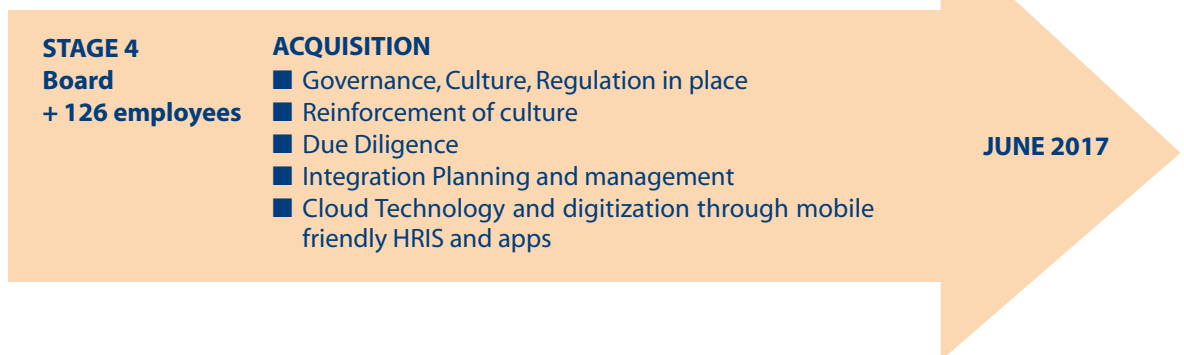 STAGE 4
Board
+ 126 employees
ACQUISITION
■ Governance, Culture, Regulation in place
■ Reinforcement of culture
■ Due Diligence
■ Integration Planning and management
■ Cloud Technology and digitization through mobile
friendly HRIS and apps
JUNE 2017